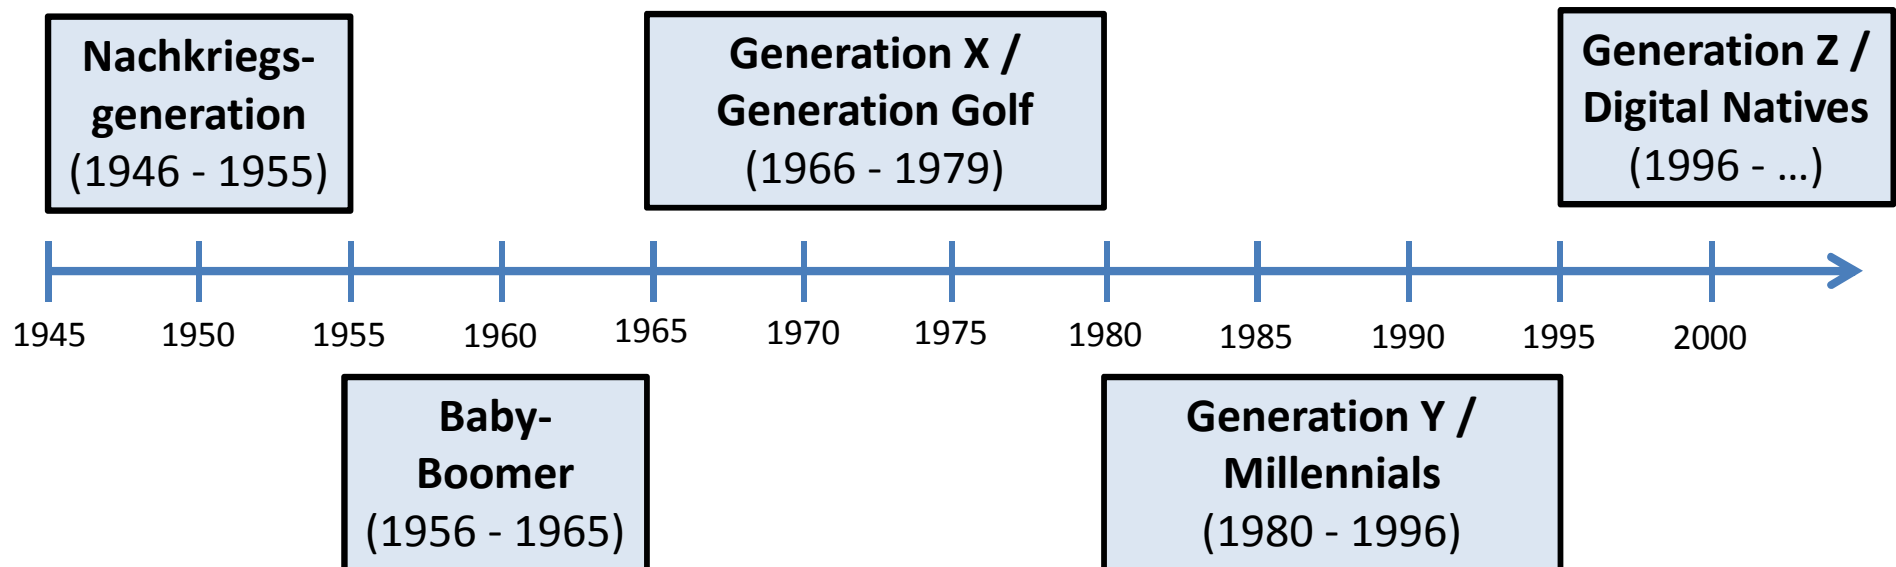 Nachkriegs-
generation
(1946 - 1955)
Generation X /
Generation Golf
(1966 - 1979)
Generation Z /
Digital Natives
(1996 - …)
1945 1950 1955 1960 1965 1970 1975 1980 1985 1990 1995 2000
Baby-
Boomer
(1956 - 1965)
Generation Y /
Millennials
(1980 - 1996)